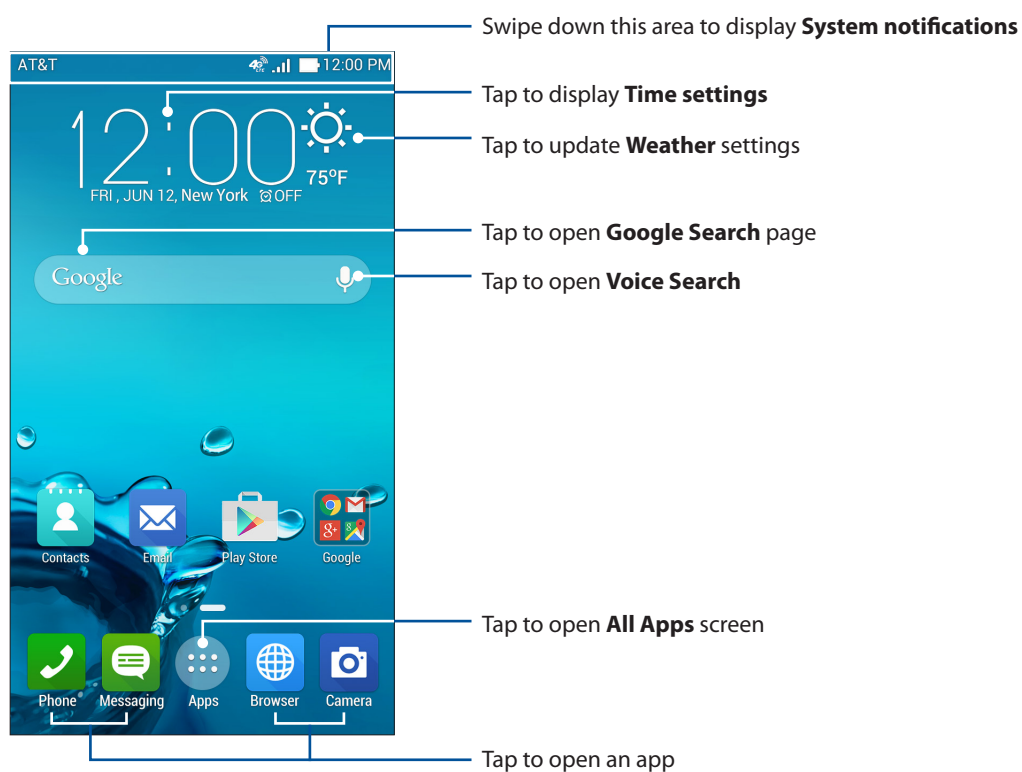 Swipe down this area to display System notifications
AT&T 4G LTE 12:00 PM
Tap to display Time settings
12:00
Tap to update Weather settings
75°F
FRI , JUN 12, New York OFF
Tap to open Google Search page
Google
Tap to open Voice Search
Contacts Email Play Store Google
Tap to open All Apps screen
Phone Messaging Apps Browser Camera
Tap to open an app